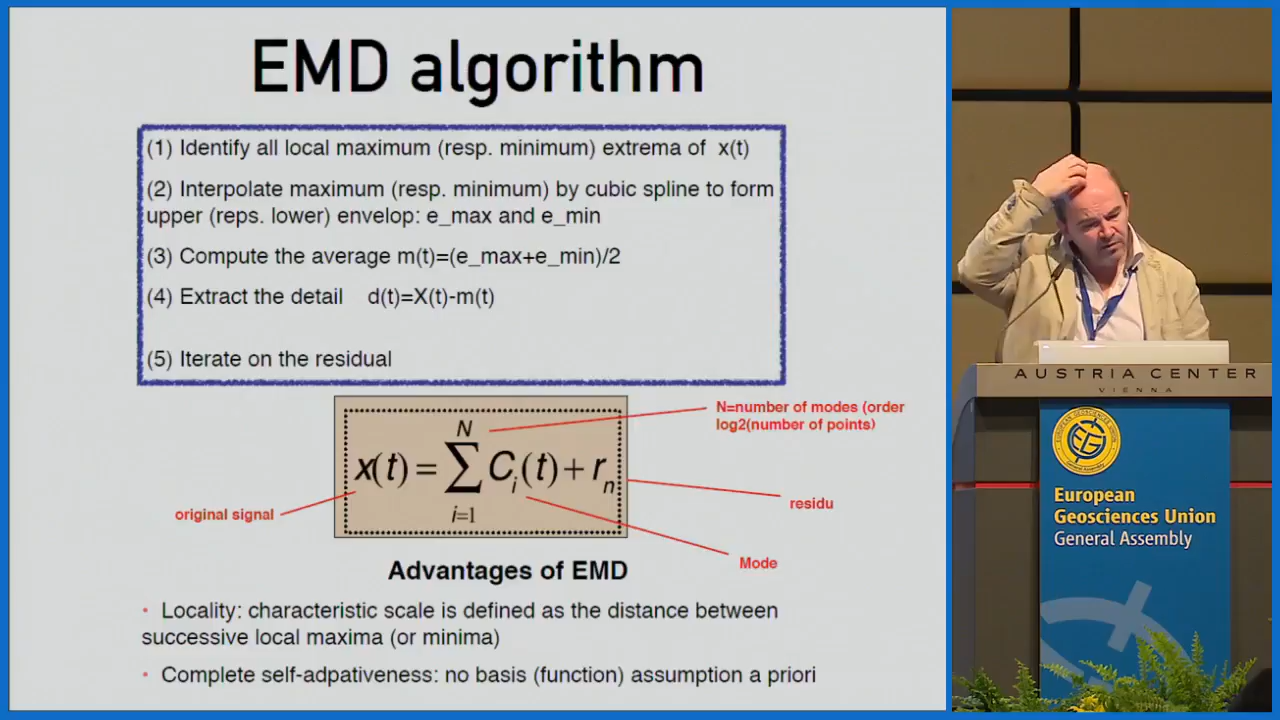 EMD algorithm
(1) Identify all local maximum (resp. minimum) extrema of x(t)
(2) Interpolate maximum (resp. minimum) by cubic spline to form
upper (reps. lower) envelop: e_max and e_min
(3) Compute the average m(t)=(e_max+e_min)/2
(4) Extract the detail d(t)=X(t)-m(t)
(5) Iterate on the residual
N=number of modes (order
log2(number of points)
x(t) = ∑ C_i(t) + r_n
N
i=1
original signal
residu
Mode
Advantages of EMD
• Locality: characteristic scale is defined as the distance between
successive local maxima (or minima)
• Complete self-adpativeness: no basis (function) assumption a priori
AUSTRIA CENTER
VIENNA
European
Geosciences Union
General Assembly